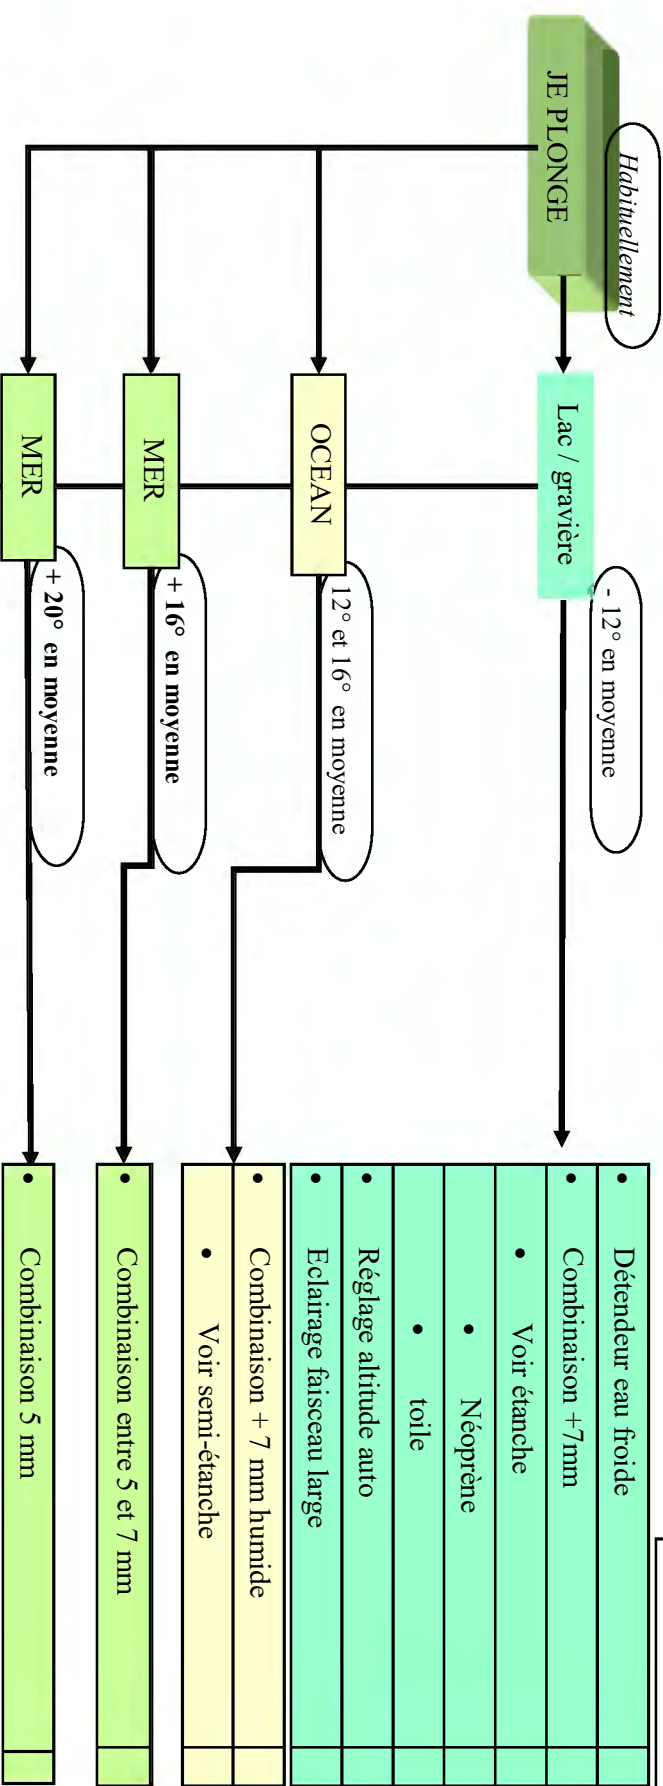 Habituellement
JE PLONGE
Lac / gravière
- 12° en moyenne
• Détendeur eau froide
• Combinaison +7mm
• Voir étanche
• Néoprène
• toile
• Réglage altitude auto
• Eclairage faisceau large
OCEAN
12° et 16° en moyenne
• Combinaison + 7 mm humide
• Voir semi-étanche
MER
+ 16° en moyenne
• Combinaison entre 5 et 7 mm
MER
+ 20° en moyenne
• Combinaison 5 mm